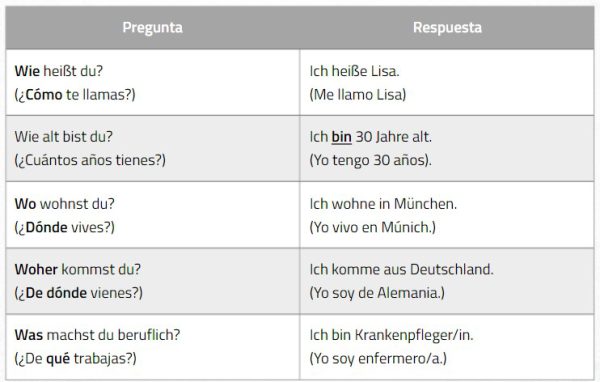 Pregunta
Respuesta
Wie heißt du?
(¿Cómo te llamas?)
Ich heiße Lisa.
(Me llamo Lisa)
Wie alt bist du?
(¿Cuántos años tienes?)
Ich bin 30 Jahre alt.
(Yo tengo 30 años).
Wo wohnst du?
(¿Dónde vives?)
Ich wohne in München.
(Yo vivo en Múnich.)
Woher kommst du?
(¿De dónde vienes?)
Ich komme aus Deutschland.
(Yo soy de Alemania.)
Was machst du beruflich?
(¿De qué trabajas?)
Ich bin Krankenpfleger/in.
(Yo soy enfermero/a.)